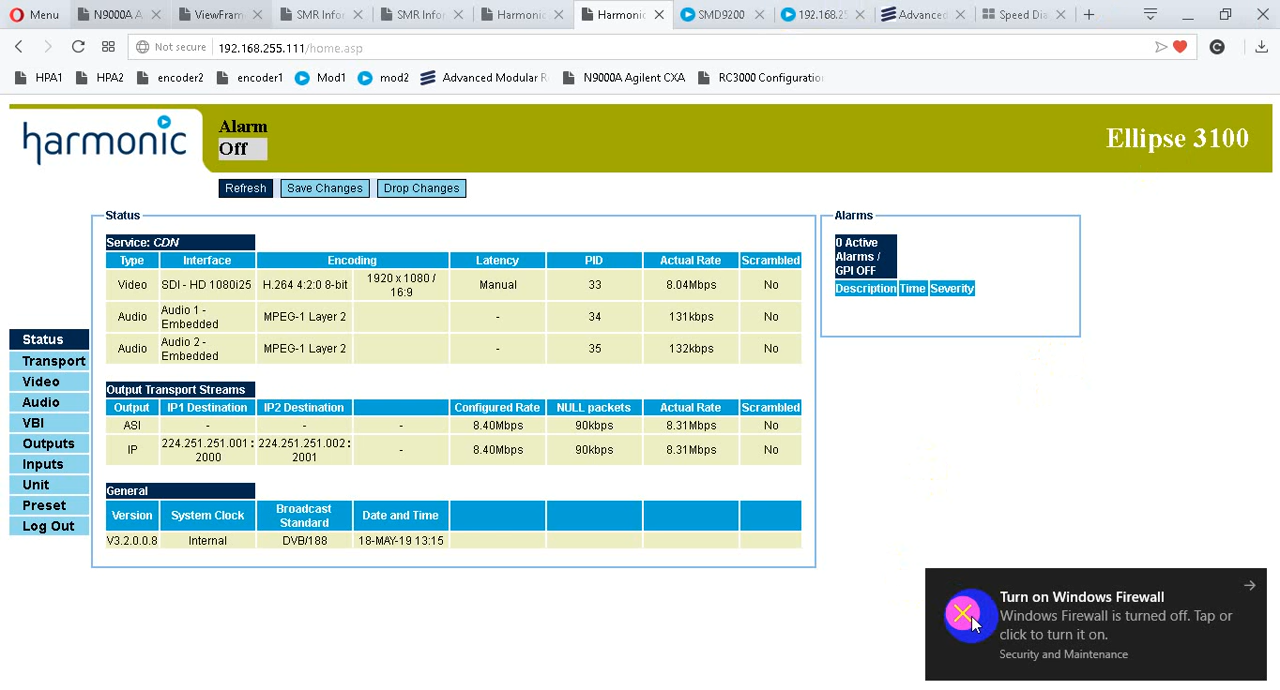 Menu N9000A ViewFram SMR Infor SMR Infor Harmonic Harmonic SMD9200 192.168.25 Advanced Speed Dia
Not secure 192.168.255.111/home.asp
HPA1 HPA2 encoder2 encoder1 Mod1 mod2 Advanced Modular R N9000A Agilent CXA RC3000 Configuratio
harmonic
Alarm
Off
Ellipse 3100
Refresh Save Changes Drop Changes
Status
Service: CDN
Type Interface Encoding Latency PID Actual Rate Scrambled
Video SDI - HD 1080i25 H.264 4:2:0 8-bit 1920 x 1080 / 16:9 Manual 33 8.04Mbps No
Audio Audio 1 - Embedded MPEG-1 Layer 2 - 34 131kbps No
Audio Audio 2 - Embedded MPEG-1 Layer 2 - 35 132kbps No
Output Transport Streams
Output IP1 Destination IP2 Destination Configured Rate NULL packets Actual Rate Scrambled
ASI - - - 8.40Mbps 90kbps 8.31Mbps No
IP 224.251.251.001: 2000 224.251.251.002: 2001 - 8.40Mbps 90kbps 8.31Mbps No
General
Version System Clock Broadcast Standard Date and Time
V3.2.0.0.8 Internal DVB/188 18-MAY-19 13:15
Alarms
0 Active
Alarms /
GPI OFF
Description Time Severity
Status
Transport
Video
Audio
VBI
Outputs
Inputs
Unit
Preset
Log Out
Turn on Windows Firewall
Windows Firewall is turned off. Tap or
click to turn it on.
Security and Maintenance